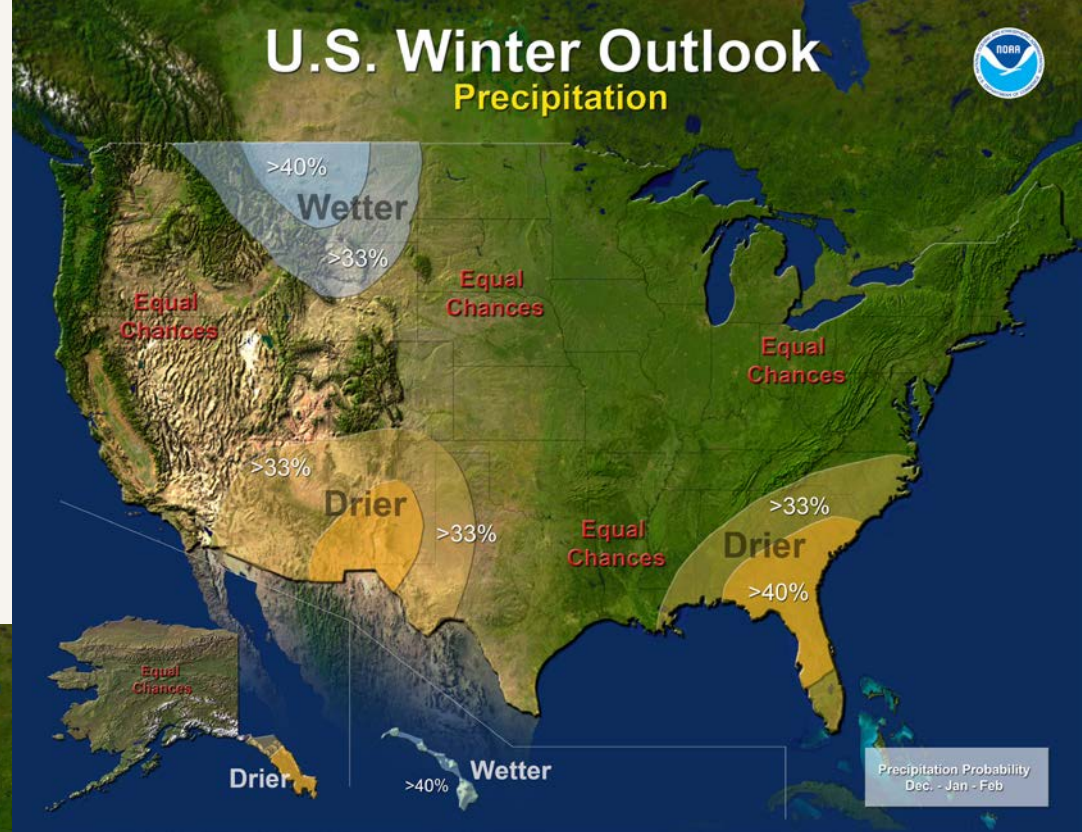 U.S. Winter Outlook
Precipitation
NOAA
>40%
Wetter
>33%
Equal
Chances
Equal
Chances
Equal
Chances
>33%
Drier
>33%
Equal
Chances
>33%
Drier
>40%
Equal
Chances
Drier
>40%
Wetter
Precipitation Probability
Dec. - Jan - Feb